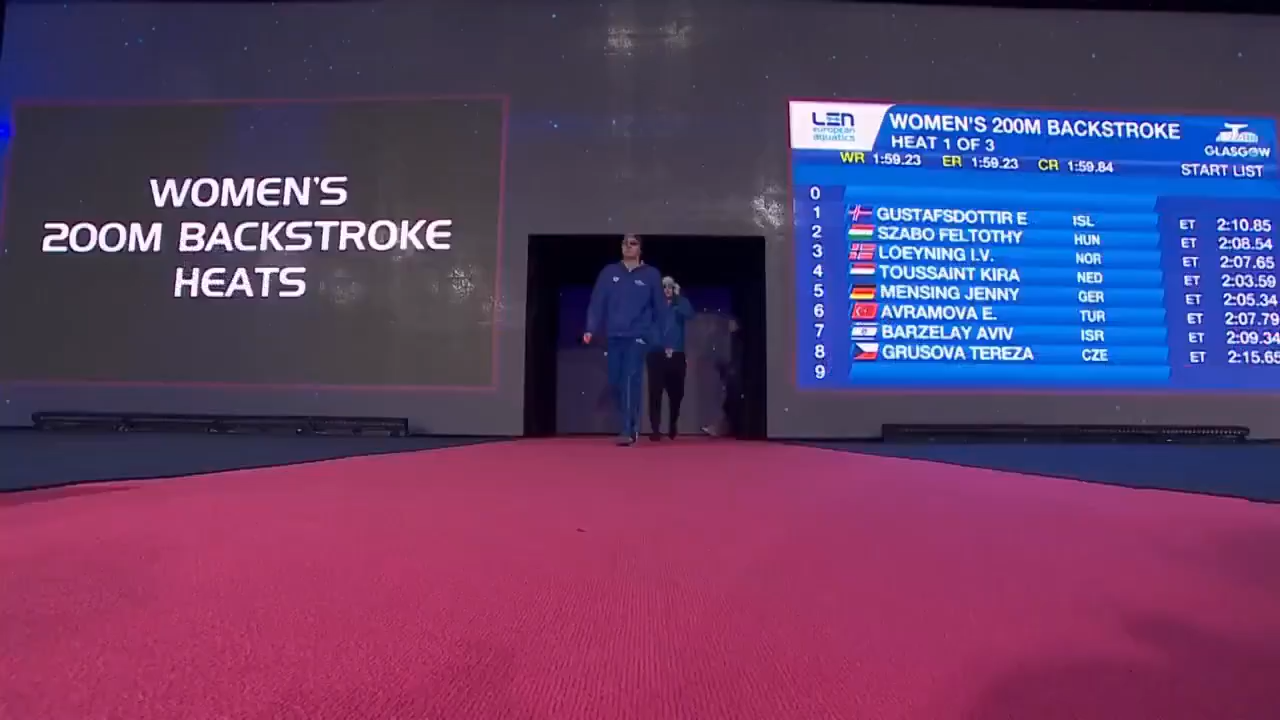 WOMEN'S
200M BACKSTROKE
HEATS
LEN
european
aquatics
WOMEN'S 200M BACKSTROKE
HEAT 1 OF 3
WR 1:59.23 ER 1:59.23 CR 1:59.84
GLASGOW
START LIST
0
1 GUSTAFSDOTTIR E ISL ET 2:10.85
2 SZABO FELTOTHY HUN ET 2:08.54
3 LOEYNING I.V. NOR ET 2:07.65
4 TOUSSAINT KIRA NED ET 2:03.59
5 MENSING JENNY GER ET 2:05.34
6 AVRAMOVA E. TUR ET 2:07.79
7 BARZELAY AVIV ISR ET 2:09.34
8 GRUSOVA TEREZA CZE ET 2:15.65
9